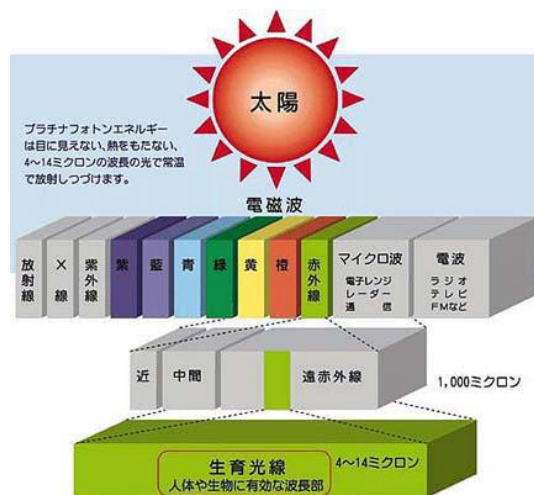 太陽
プラチナフォトンエネルギー
は目に見えない、熱をもたない、
4〜14ミクロンの波長の光で常温
で放射しつづけます。
電磁波
放射線
X線
紫外線
紫
藍
青
緑
黄
橙
赤外線
マイクロ波
電子レンジ
レーダー
通信
電波
ラジオ
テレビ
FMなど
近
中間
遠赤外線
1,000ミクロン
生育光線
人体や生物に有効な波長部
4〜14ミクロン